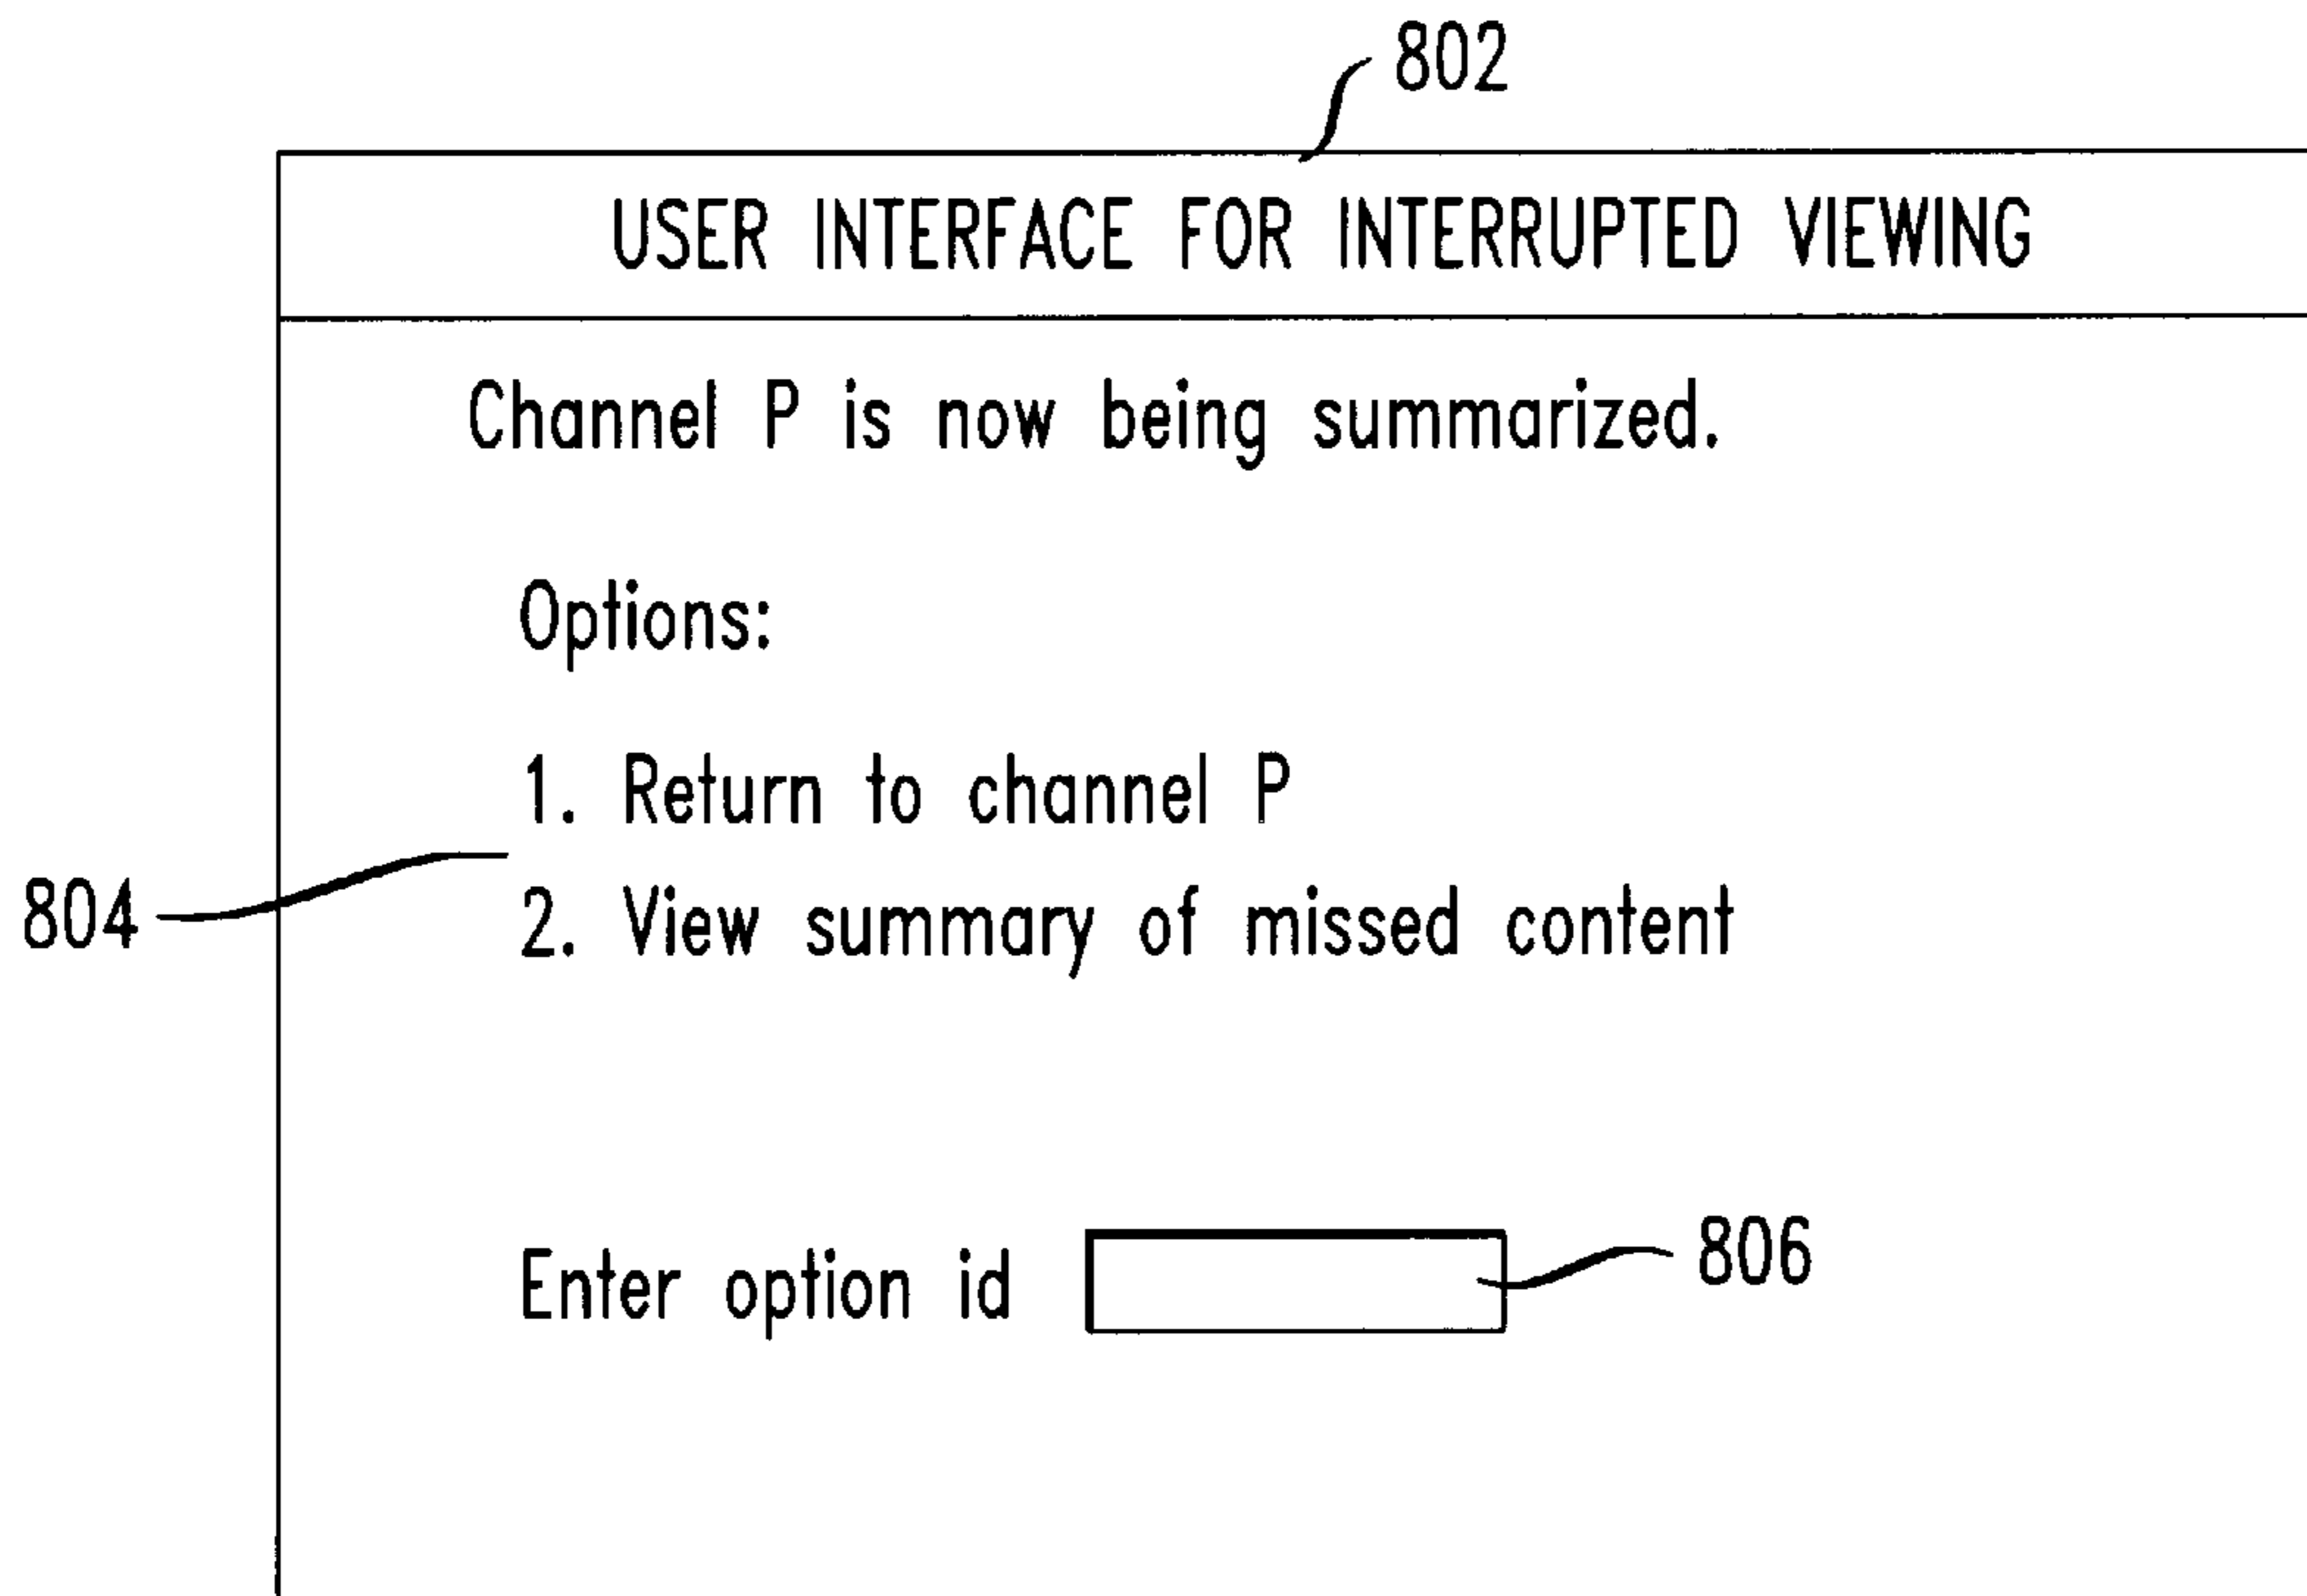 802
USER INTERFACE FOR INTERRUPTED VIEWING
Channel P is now being summarized.
Options:
1. Return to channel P
804
2. View summary of missed content
Enter option id
806